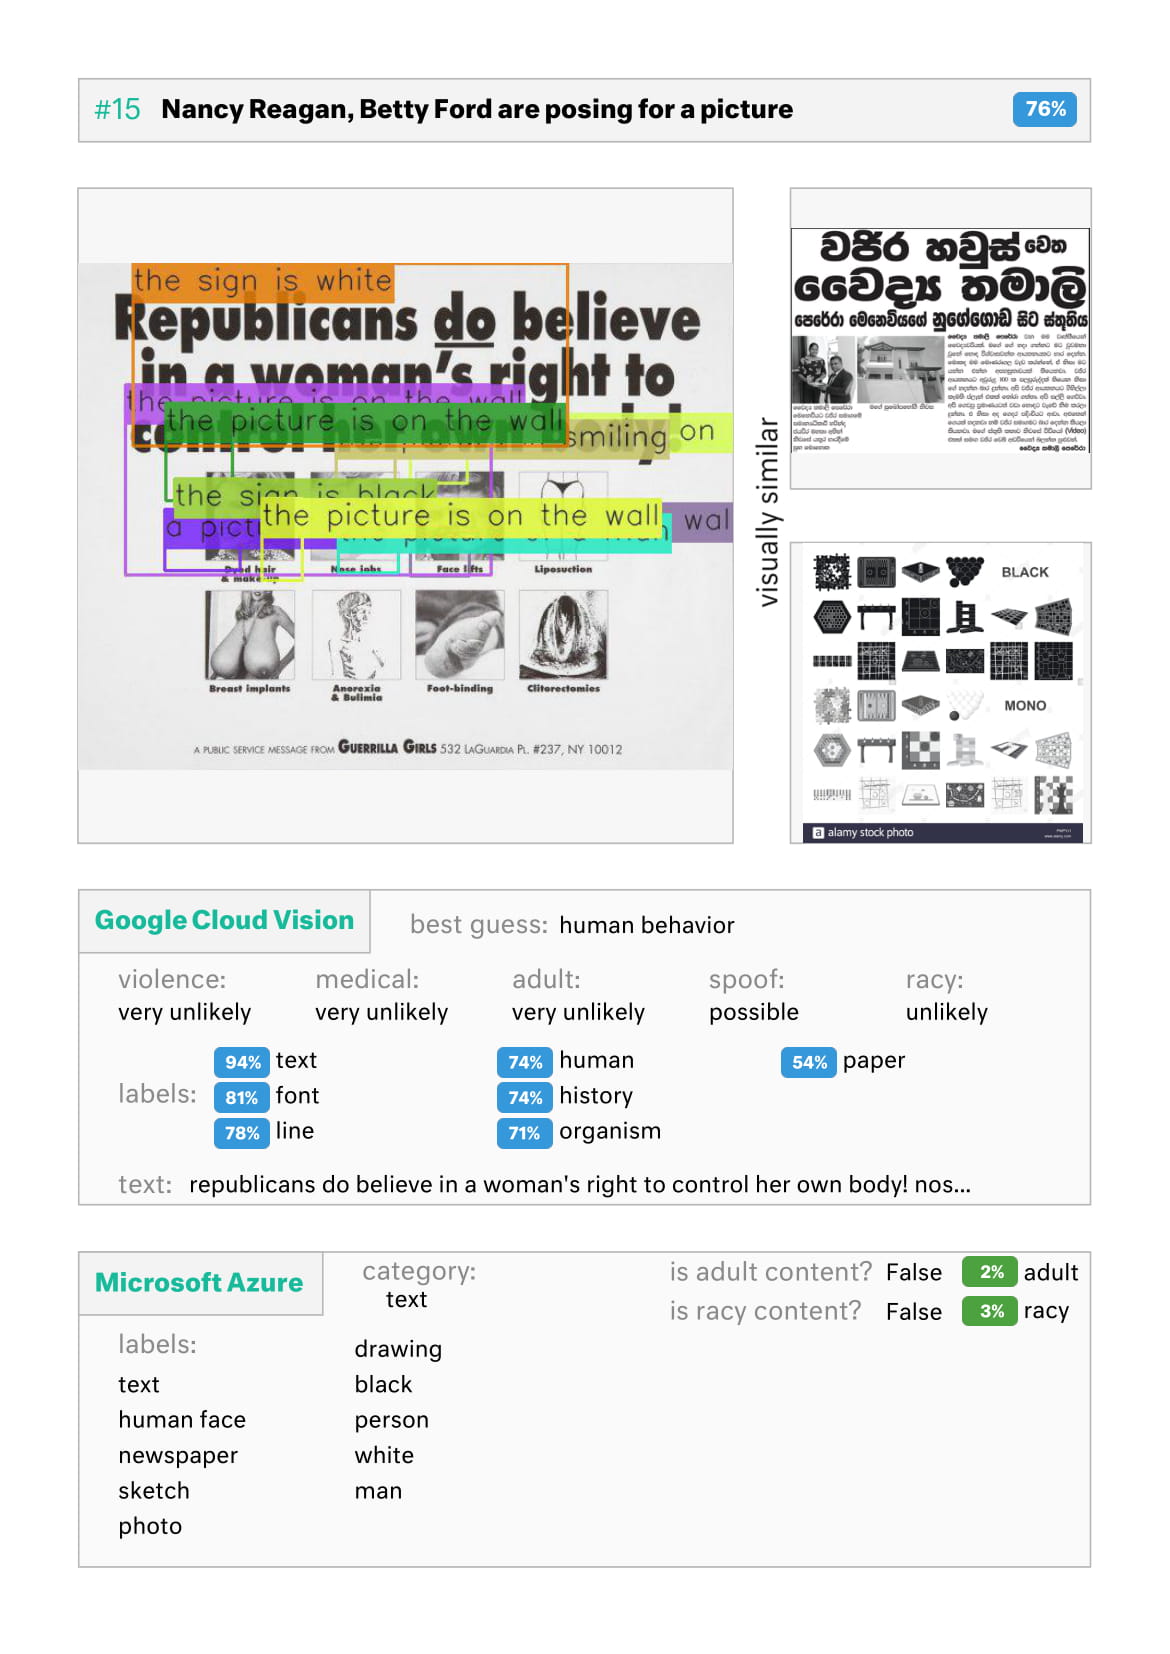 #15 Nancy Reagan, Betty Ford are posing for a picture 76%
the sign is white
Republicans do believe
in a woman's right to
the picture is on the wall
the picture is on the wall
control her own body!
smiling
on
the sign is black
the picture is on the wall
wal
a pict
Dyed hair
& makeup
Nose jobs
Face lifts
Liposuction
Breast implants
Anorexia
& Bulimia
Foot-binding
Clitorectomies
A PUBLIC SERVICE MESSAGE FROM GUERRILLA GIRLS 532 LAGUARDIA PL. #237, NY 10012
visually similar
වජිර හවුස් වෙත
වෛද්‍ය තමාලි
පෙරේරා මෙනෙවියගේ නුගේගොඩ සිට ස්තුතිය
BLACK
MONO
a alamy stock photo
Google Cloud Vision
best guess: human behavior
violence: medical: adult: spoof: racy:
very unlikely very unlikely very unlikely possible unlikely
labels:
94% text 74% human 54% paper
81% font 74% history
78% line 71% organism
text: republicans do believe in a woman's right to control her own body! nos...
Microsoft Azure
category:
text
is adult content? False 2% adult
is racy content? False 3% racy
labels:
text
human face
newspaper
sketch
photo
drawing
black
person
white
man